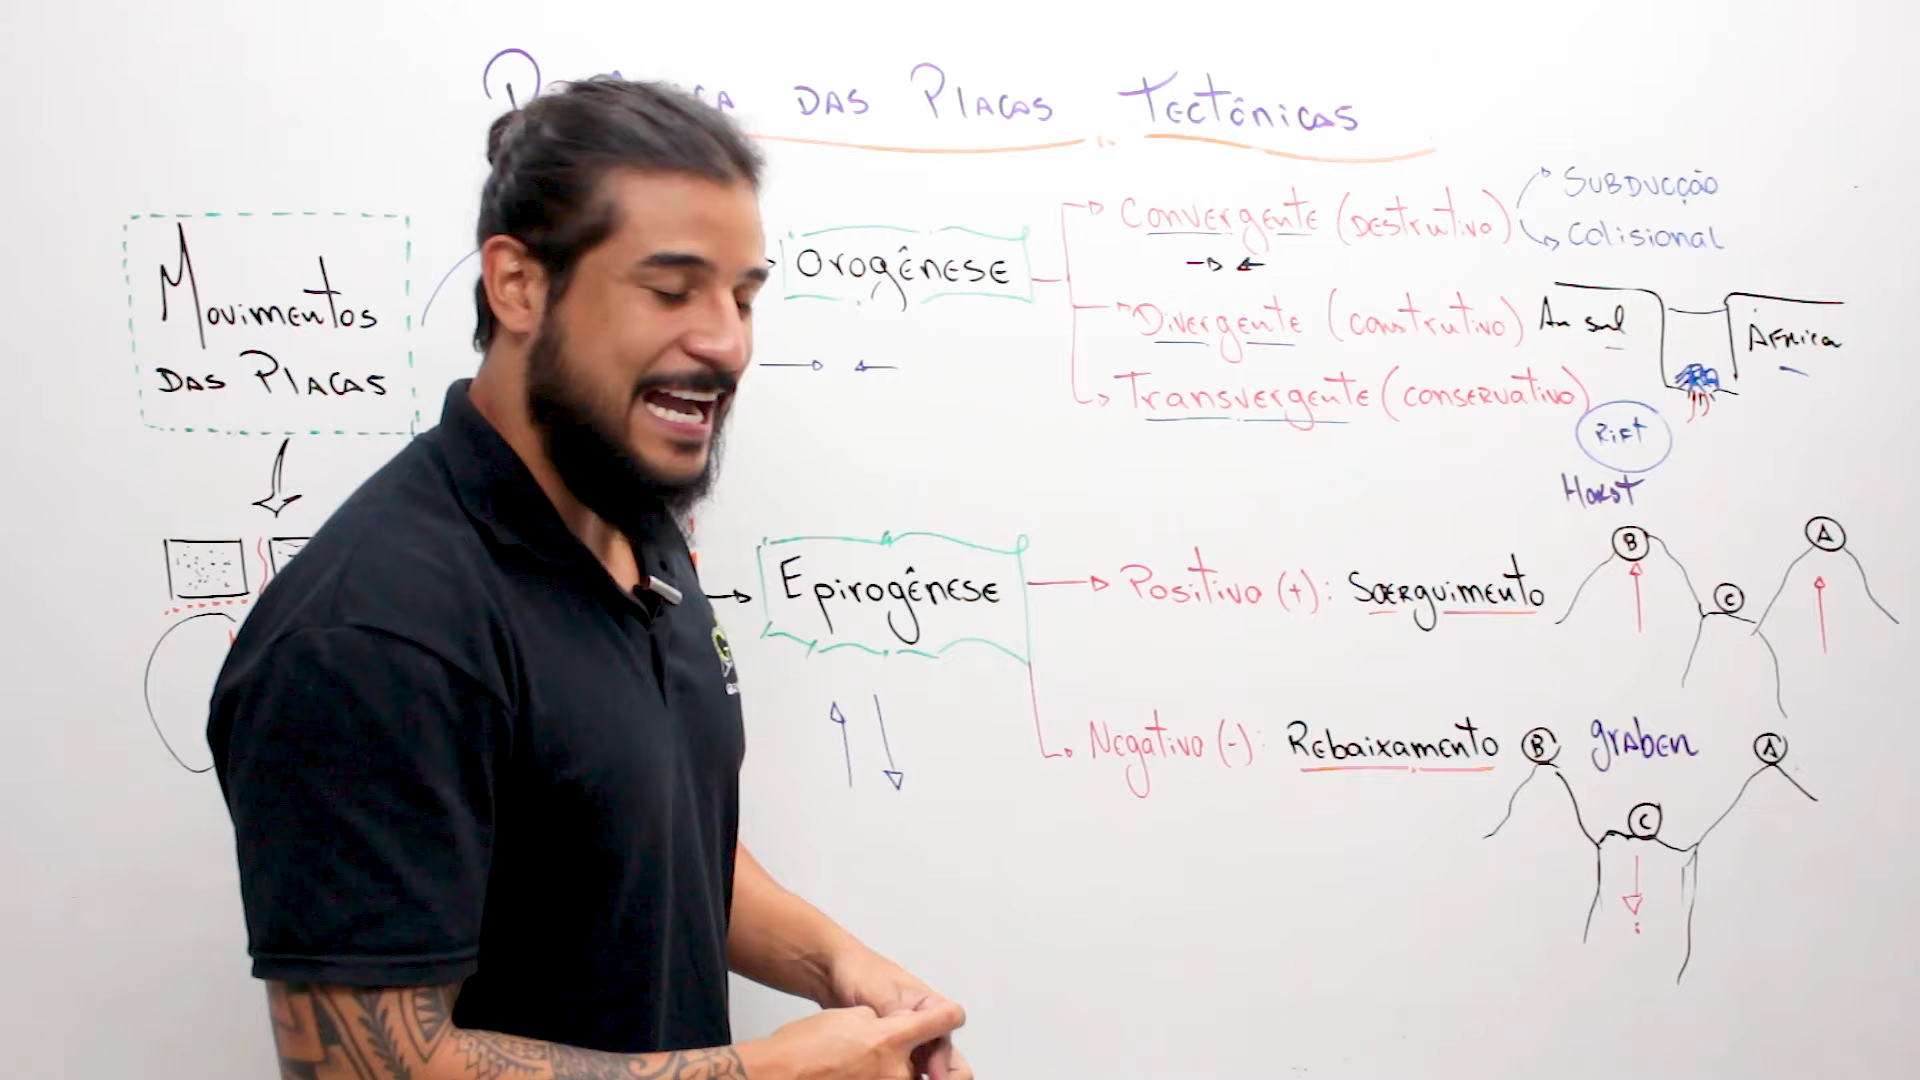 das Placas Tectônicas
Movimentos
das Placas
Orogênese
Convergente (destrutivo)
Subducção
Colisional
Divergente (construtivo)
Am sul
África
Transvergente (conservativo)
Rift
Horst
B
A
C
Epirogênese
Positivo (+): Soerguimento
Negativo (-): Rebaixamento
B
graben
A
C